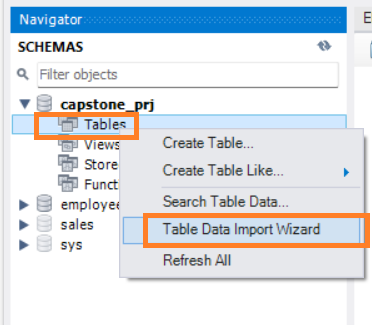 Navigator
E
SCHEMAS
Filter objects
capstone_prj
Tables
Views
Create Table...
Store
Create Table Like...
Functi
employee
Search Table Data...
sales
Table Data Import Wizard
sys
Refresh All